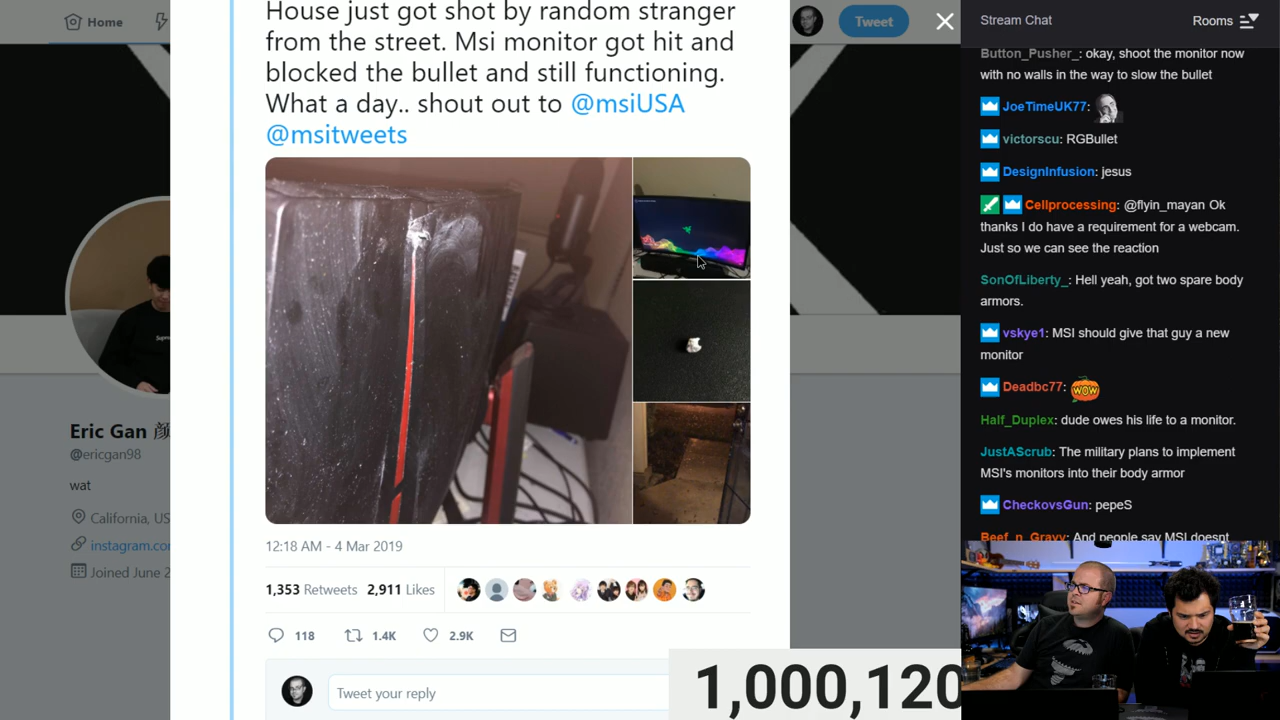 Home
Tweet
House just got shot by random stranger
from the street. Msi monitor got hit and
blocked the bullet and still functioning.
What a day.. shout out to @msiUSA
@msitweets
Eric Gan 颜
@ericgan98
wat
California, US
instagram.co
Joined June 2
12:18 AM - 4 Mar 2019
1,353 Retweets 2,911 Likes
118 1.4K 2.9K
Tweet your reply
1,000,120
Stream Chat
Rooms
Button_Pusher_: okay, shoot the monitor now
with no walls in the way to slow the bullet
JoeTimeUK77:
victorscu: RGBullet
DesignInfusion: jesus
Cellprocessing: @flyin_mayan Ok
thanks I do have a requirement for a webcam.
Just so we can see the reaction
SonOfLiberty_: Hell yeah, got two spare body
armors.
vskye1: MSI should give that guy a new
monitor
Deadbc77: WOW
Half_Duplex: dude owes his life to a monitor.
JustAScrub: The military plans to implement
MSI's monitors into their body armor
CheckovsGun: pepeS
Beef_n_Gravy: And people say MSI doesnt